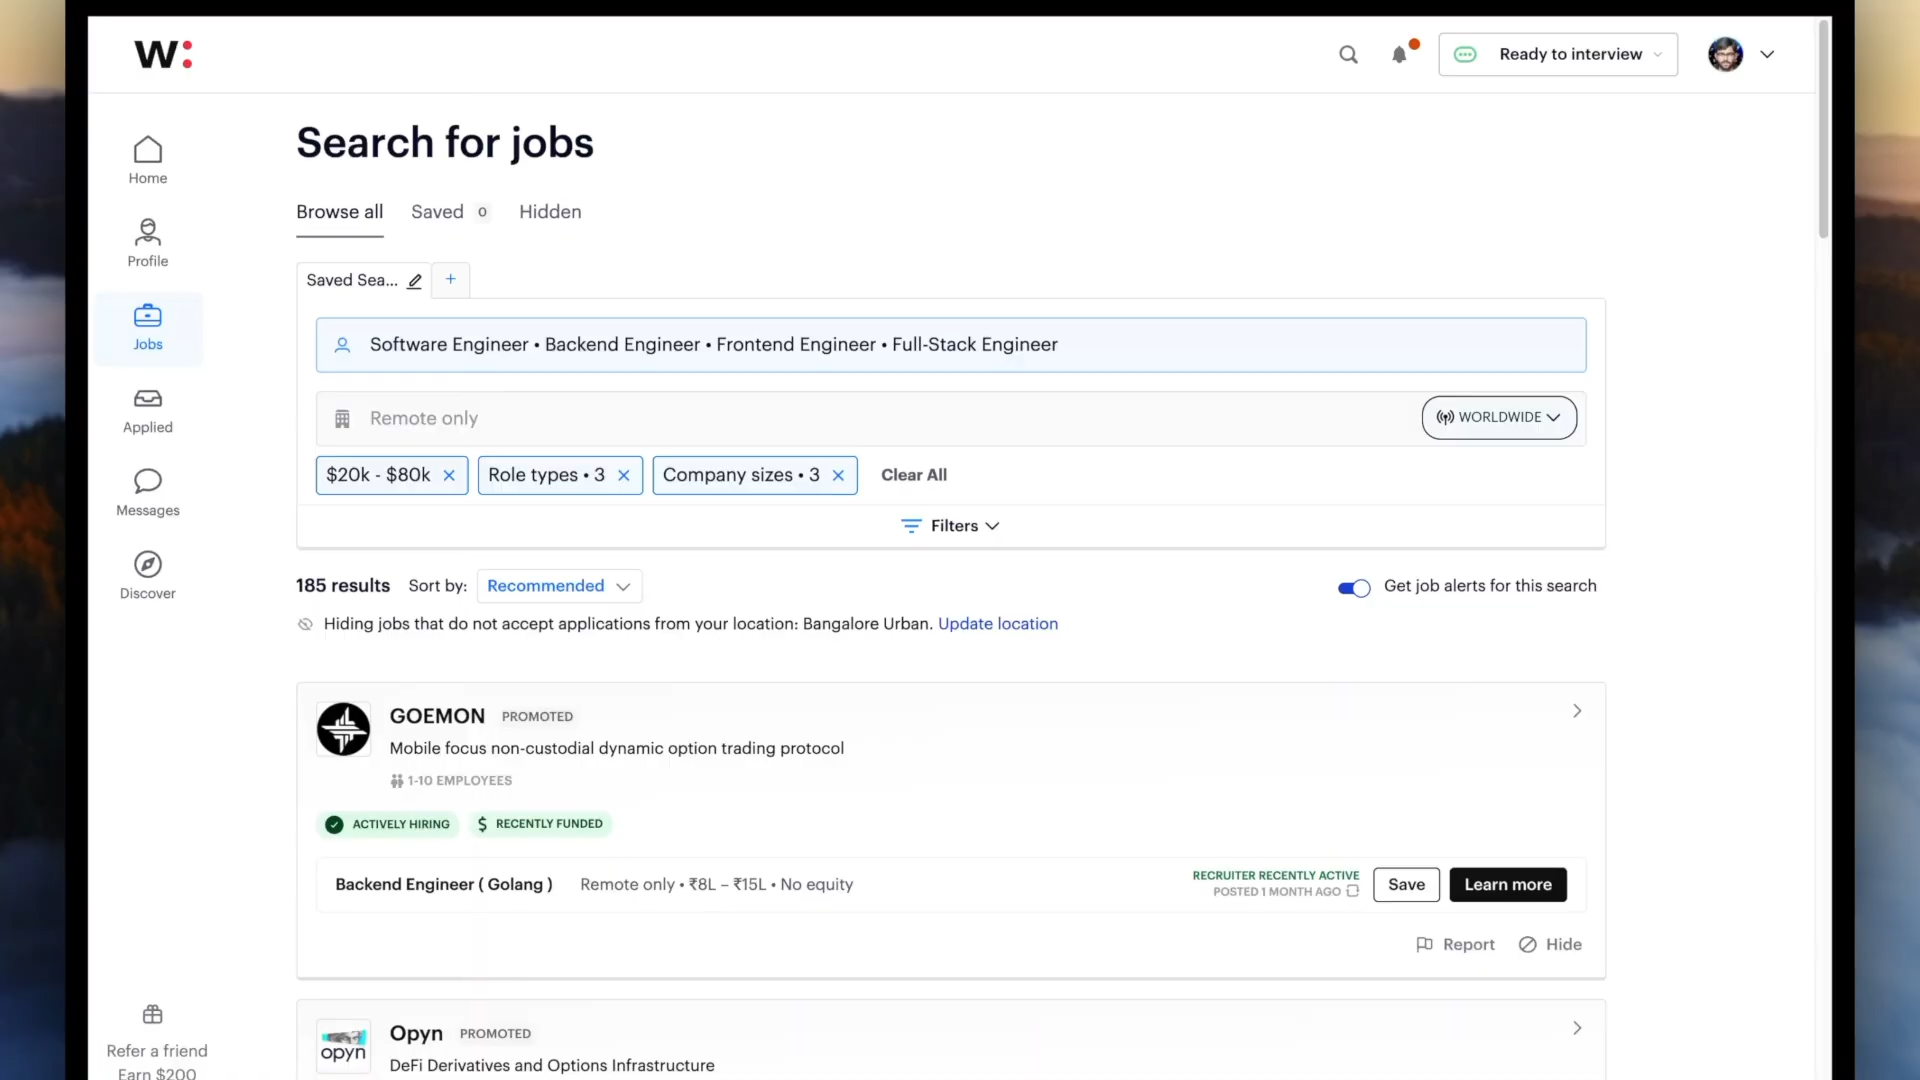 W:
Ready to interview
Home
Profile
Jobs
Applied
Messages
Discover
Refer a friend
Earn $200
Search for jobs
Browse all
Saved 0
Hidden
Saved Sea...
+
Software Engineer • Backend Engineer • Frontend Engineer • Full-Stack Engineer
Remote only
WORLDWIDE
$20k - $80k
Role types • 3
Company sizes • 3
Clear All
Filters
185 results
Sort by:
Recommended
Get job alerts for this search
Hiding jobs that do not accept applications from your location: Bangalore Urban. Update location
GOEMON PROMOTED
Mobile focus non-custodial dynamic option trading protocol
1-10 EMPLOYEES
ACTIVELY HIRING
$ RECENTLY FUNDED
Backend Engineer ( Golang )
Remote only • ₹8L – ₹15L • No equity
RECRUITER RECENTLY ACTIVE
POSTED 1 MONTH AGO
Save
Learn more
Report
Hide
opyn
Opyn PROMOTED
DeFi Derivatives and Options Infrastructure